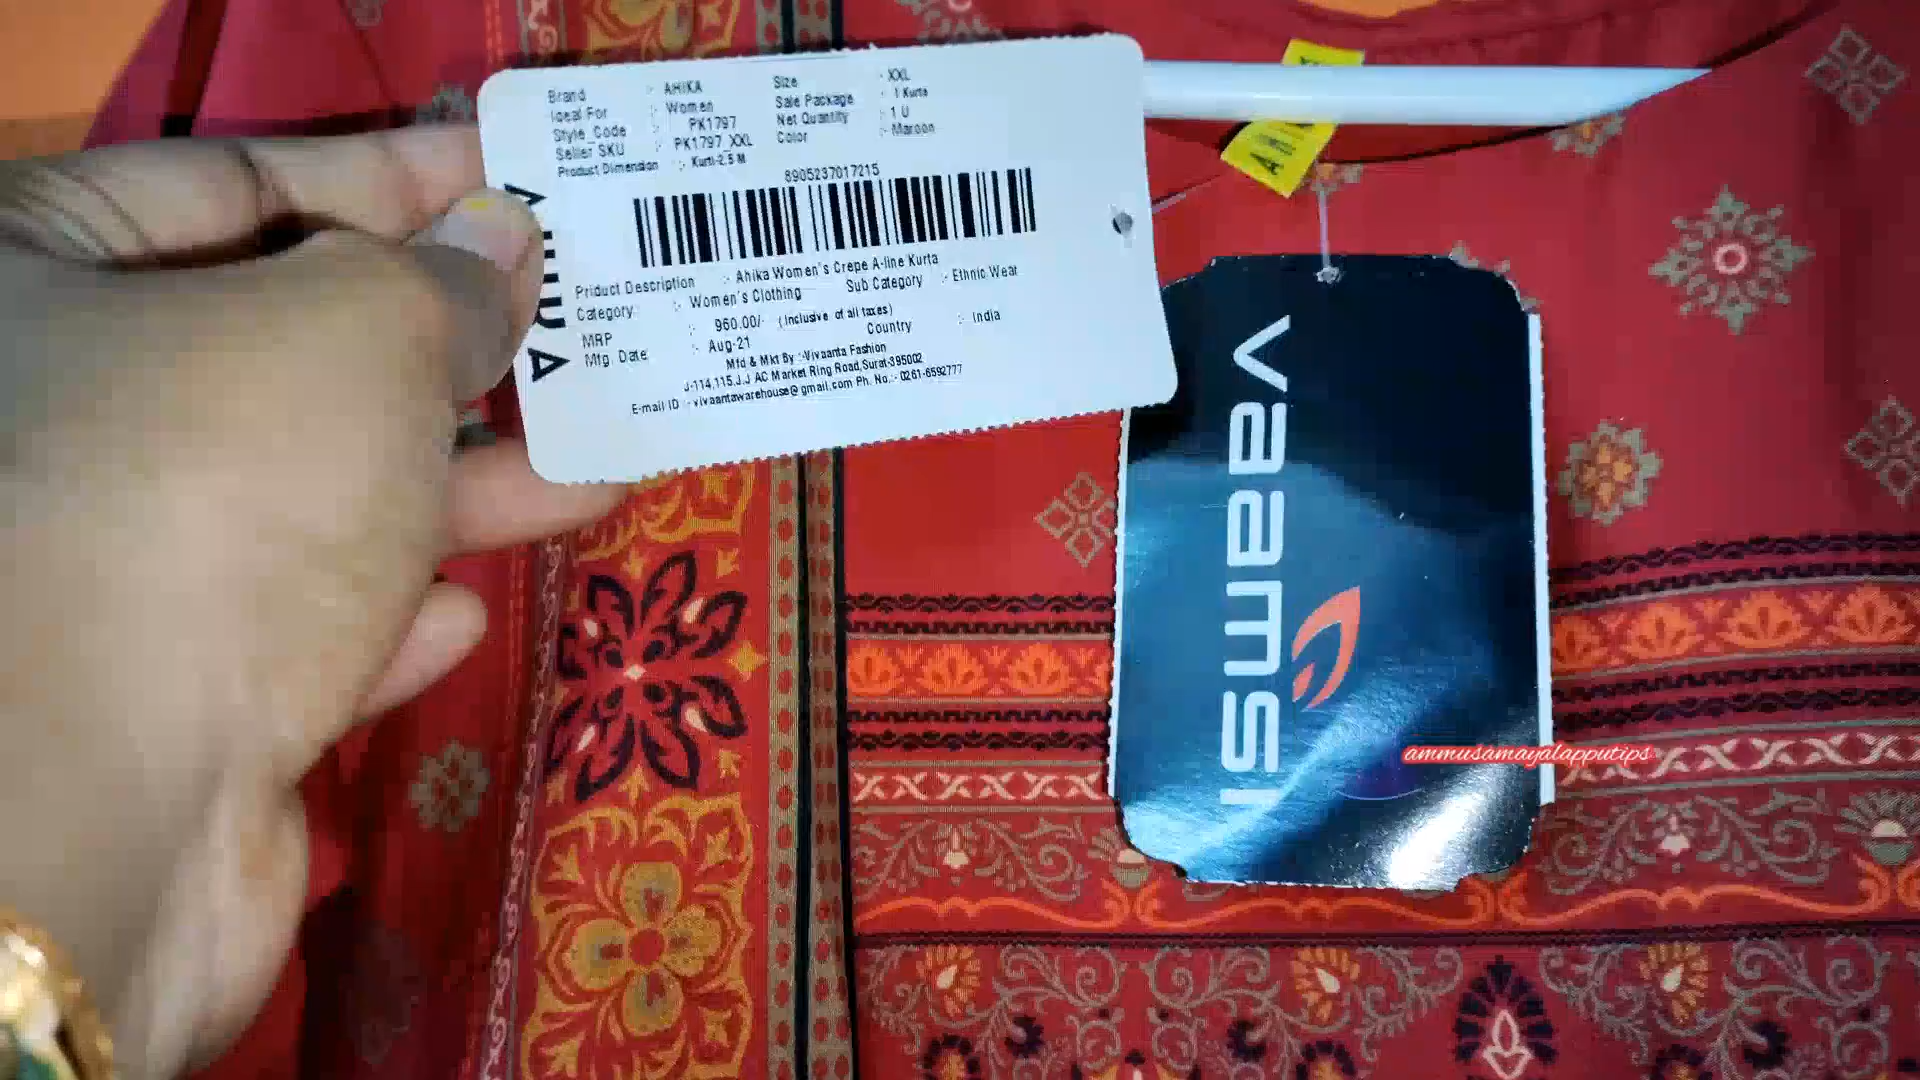 Brand :- AHIKA
Ideal For :- Women
Style_Code :- PK1797
Seller SKU :- PK1797_XXL
Product Dimension :- Kurti-2.5 M
Size :- XXL
Sale Package :- 1 Kurta
Net Quantity :- 1 U
Color :- Maroon
8905237017215
Priduct Description :- Ahika Women's Crepe A-line Kurta
Category :- Women's Clothing Sub Category :- Ethnic Wear
MRP :- 960.00/- (Inclusive of all taxes)
Mfg. Date :- Aug-21 Country :- India
Mfd & Mkt By :-Vivaanta Fashion
J-114,115,J.J AC Market Ring Road,Surat-395002
E-mail ID :- vivaantawarehouse@gmail.com Ph. No.:- 0261-6592777
vaamsi
ammusamayalapputips